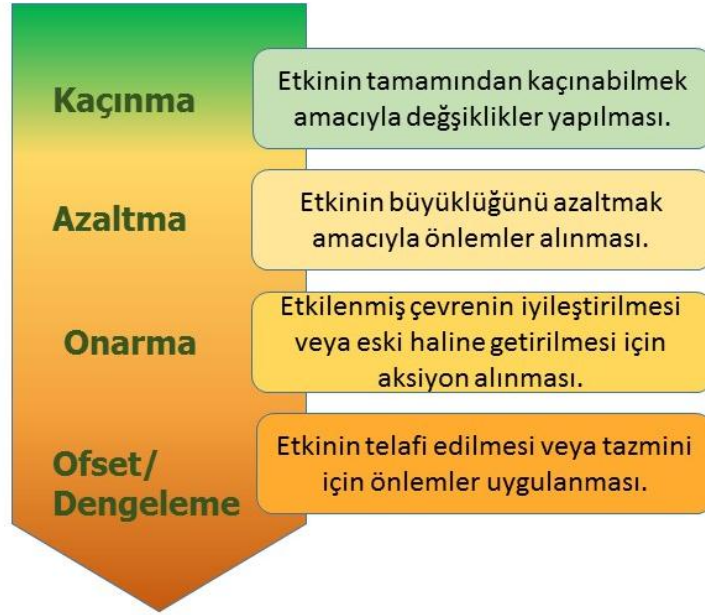 Kaçınma
Etkinin tamamından kaçınabilmek
amacıyla değşiklikler yapılması.
Azaltma
Etkinin büyüklüğünü azaltmak
amacıyla önlemler alınması.
Onarma
Etkilenmiş çevrenin iyileştirilmesi
veya eski haline getirilmesi için
aksiyon alınması.
Ofset/
Dengeleme
Etkinin telafi edilmesi veya tazmini
için önlemler uygulanması.